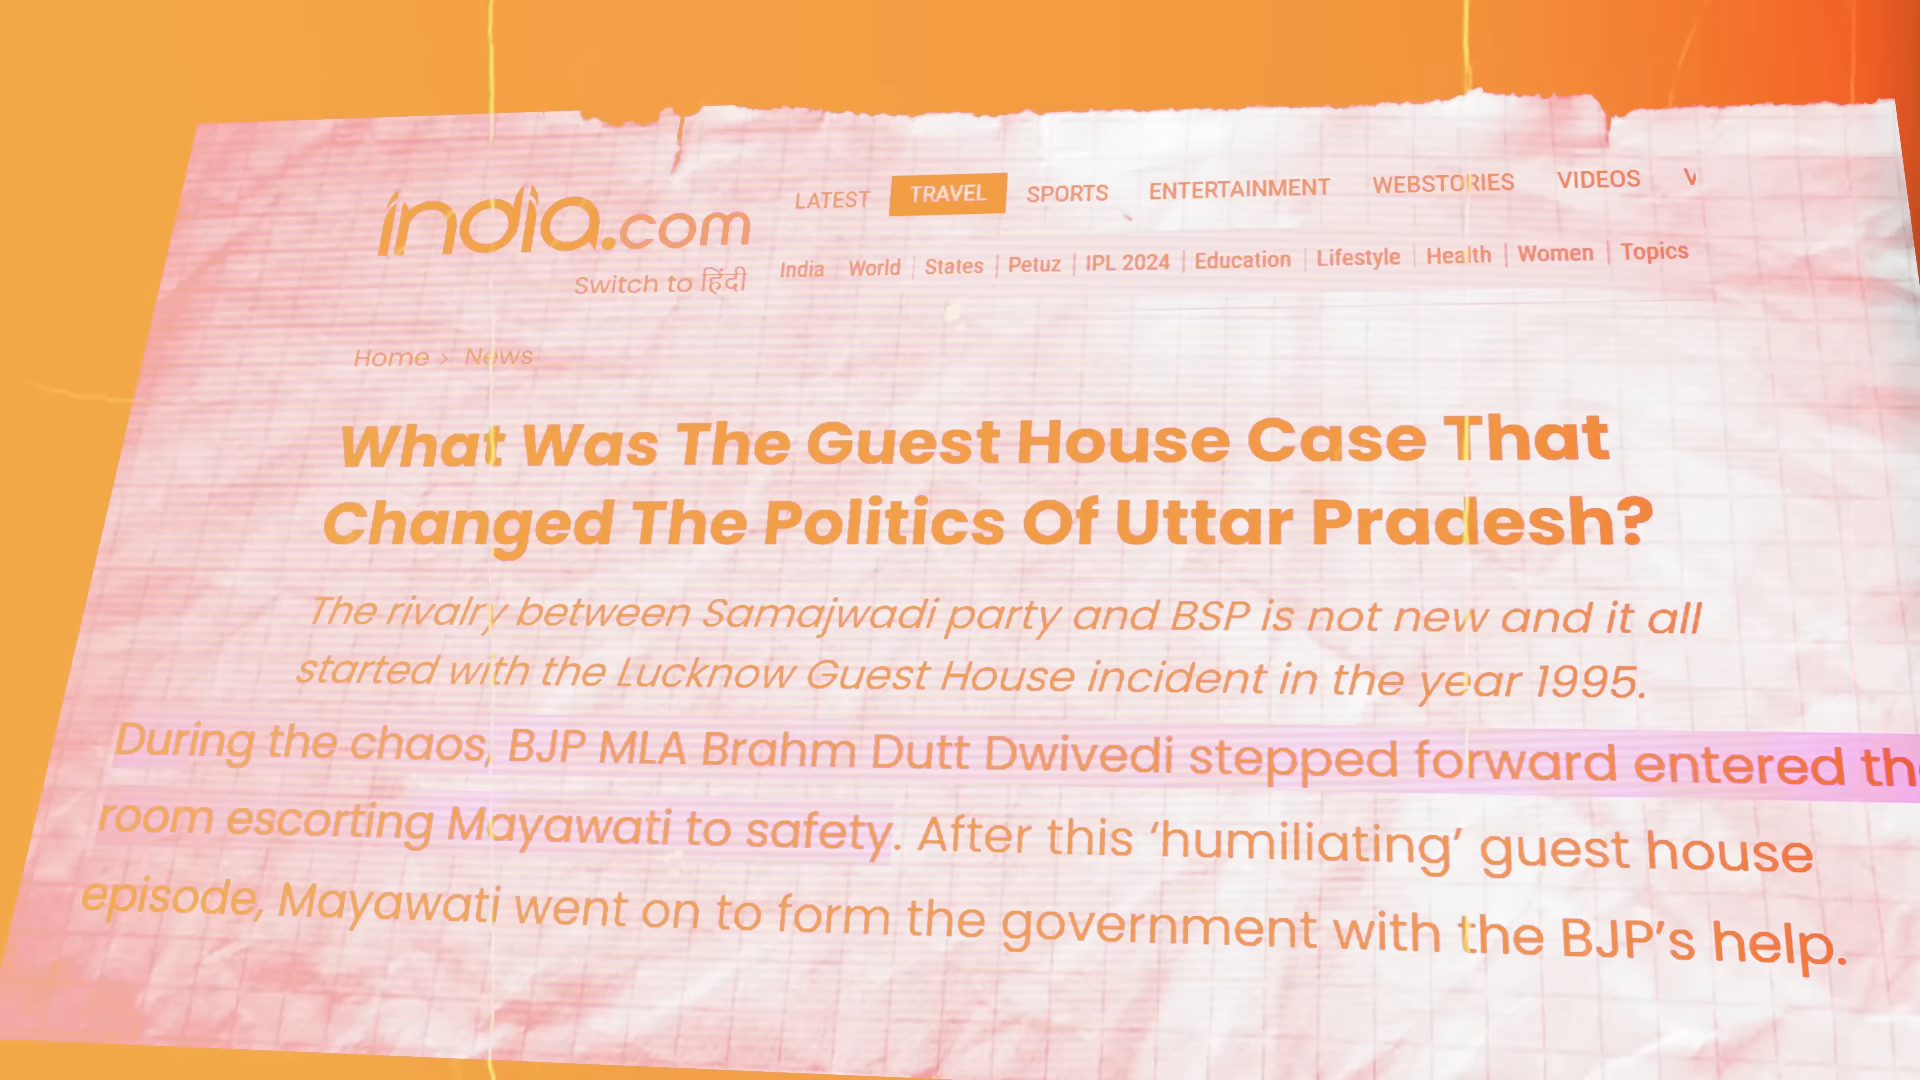 india.com
LATEST TRAVEL SPORTS ENTERTAINMENT WEBSTORIES VIDEOS V
Switch to हिंदी
India | World | States | Petuz | IPL 2024 | Education | Lifestyle | Health | Women | Topics
Home > News
What Was The Guest House Case That
Changed The Politics Of Uttar Pradesh?
The rivalry between Samajwadi party and BSP is not new and it all
started with the Lucknow Guest House incident in the year 1995.
During the chaos, BJP MLA Brahm Dutt Dwivedi stepped forward entered the
room escorting Mayawati to safety. After this ‘humiliating’ guest house
episode, Mayawati went on to form the government with the BJP’s help.